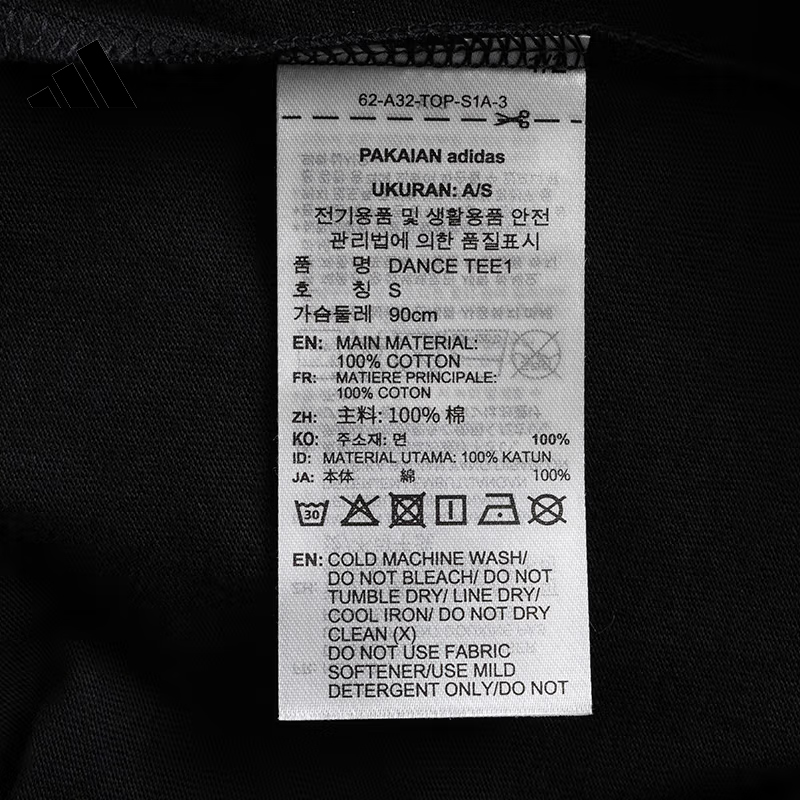 1/2
62-A32-TOP-S1A-3
PAKAIAN adidas
UKURAN: A/S
전기용품 및 생활용품 안전
관리법에 의한 품질표시
품 명 DANCE TEE1
호 칭 S
가슴둘레 90cm
EN: MAIN MATERIAL:
100% COTTON
FR: MATIERE PRINCIPALE:
100% COTON
ZH: 主料: 100% 棉
KO: 주소재: 면 100%
ID: MATERIAL UTAMA: 100% KATUN
JA: 本体 綿 100%
30
EN: COLD MACHINE WASH/
DO NOT BLEACH/ DO NOT
TUMBLE DRY/ LINE DRY/
COOL IRON/ DO NOT DRY
CLEAN (X)
DO NOT USE FABRIC
SOFTENER/USE MILD
DETERGENT ONLY/DO NOT